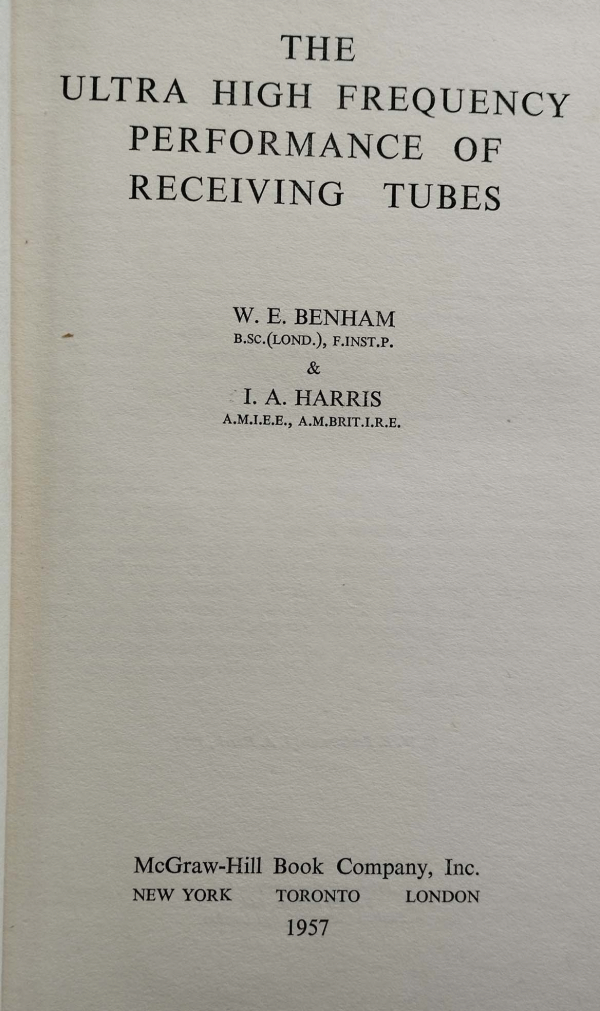 THE
ULTRA HIGH FREQUENCY
PERFORMANCE OF
RECEIVING TUBES
W. E. BENHAM
B.SC.(LOND.), F.INST.P.
&
I. A. HARRIS
A.M.I.E.E., A.M.BRIT.I.R.E.
McGraw-Hill Book Company, Inc.
NEW YORK TORONTO LONDON
1957